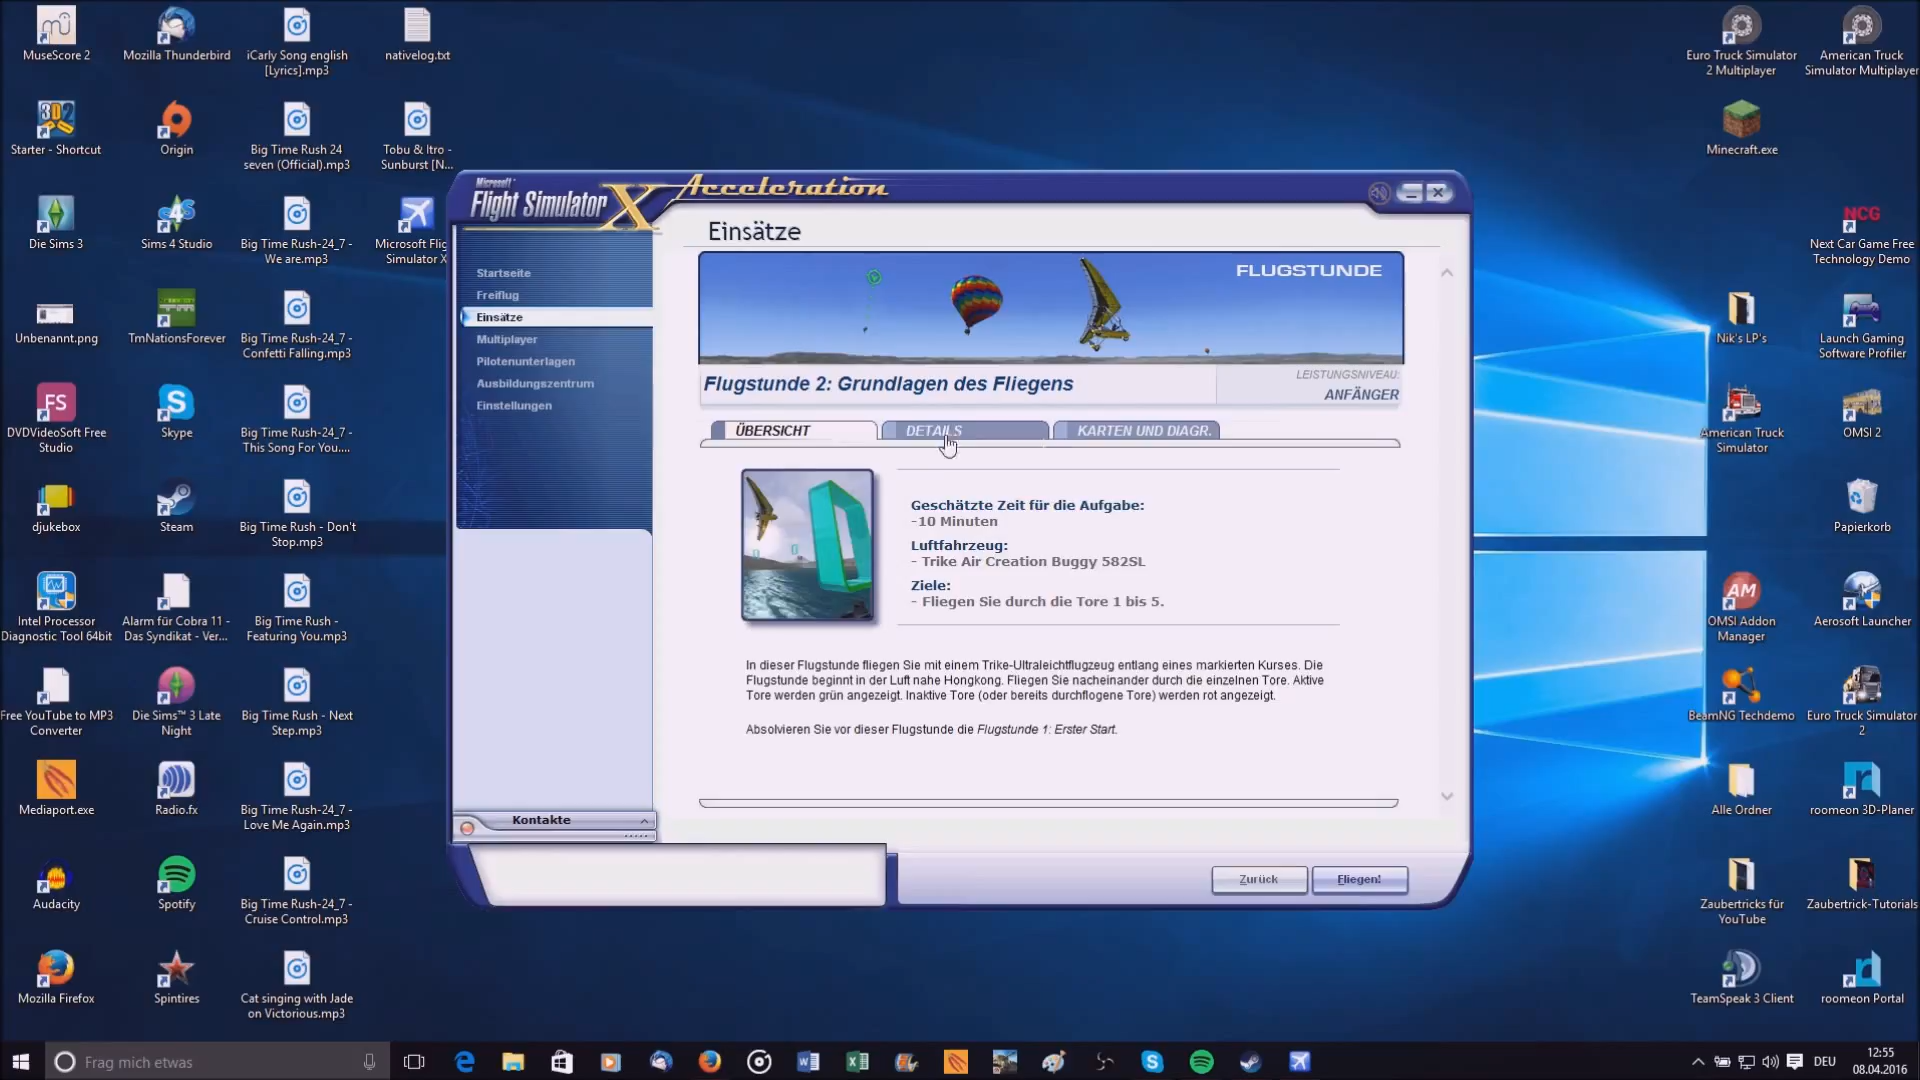 MuseScore 2
Mozilla Thunderbird
iCarly Song english
[Lyrics].mp3
nativelog.txt
Euro Truck Simulator
2 Multiplayer
American Truck
Simulator Multiplayer
Starter - Shortcut
Origin
Big Time Rush 24
seven (Official).mp3
Tobu & Itro -
Sunburst [N...
Minecraft.exe
Die Sims 3
Sims 4 Studio
Big Time Rush-24_7 -
We are.mp3
Microsoft Flig
Simulator X
NCG
Next Car Game Free
Technology Demo
Unbenannt.png
TmNationsForever
Big Time Rush-24_7 -
Confetti Falling.mp3
Nik's LP's
Launch Gaming
Software Profiler
FS
DVDVideoSoft Free
Studio
Skype
Big Time Rush-24_7 -
This Song For You....
American Truck
Simulator
OMSI 2
djukebox
Steam
Big Time Rush - Don't
Stop.mp3
Papierkorb
Intel Processor
Diagnostic Tool 64bit
Alarm für Cobra 11 -
Das Syndikat - Ver...
Big Time Rush -
Featuring You.mp3
AM
OMSI Addon
Manager
Aerosoft Launcher
Free YouTube to MP3
Converter
Die Sims™ 3 Late
Night
Big Time Rush - Next
Step.mp3
BeamNG Techdemo
Euro Truck Simulator
2
Mediaport.exe
Radio.fx
Big Time Rush-24_7 -
Love Me Again.mp3
Alle Ordner
roomeon 3D-Planer
Audacity
Spotify
Big Time Rush-24_7 -
Cruise Control.mp3
Zaubertricks für
YouTube
Zaubertrick-Tutorials
Mozilla Firefox
Spintires
Cat singing with Jade
on Victorious.mp3
TeamSpeak 3 Client
roomeon Portal
Microsoft
Flight Simulator X Acceleration
Einsätze
Startseite
Freiflug
Einsätze
Multiplayer
Pilotenunterlagen
Ausbildungszentrum
Einstellungen
FLUGSTUNDE
Flugstunde 2: Grundlagen des Fliegens
LEISTUNGSNIVEAU:
ANFÄNGER
ÜBERSICHT
DETAILS
KARTEN UND DIAGR.
Geschätzte Zeit für die Aufgabe:
-10 Minuten
Luftfahrzeug:
- Trike Air Creation Buggy 582SL
Ziele:
- Fliegen Sie durch die Tore 1 bis 5.
In dieser Flugstunde fliegen Sie mit einem Trike-Ultraleichtflugzeug entlang eines markierten Kurses. Die
Flugstunde beginnt in der Luft nahe Hongkong. Fliegen Sie nacheinander durch die einzelnen Tore. Aktive
Tore werden grün angezeigt. Inaktive Tore (oder bereits durchflogene Tore) werden rot angezeigt.
Absolvieren Sie vor dieser Flugstunde die Flugstunde 1: Erster Start.
Kontakte
Zurück
Fliegen!
Frag mich etwas
DEU
12:55
08.04.2016